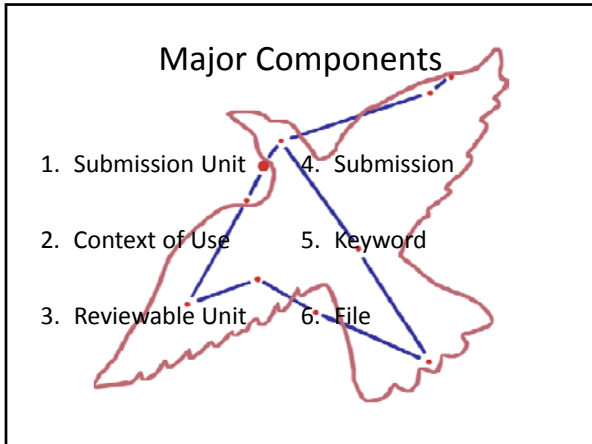 Major Components
1. Submission Unit
2. Context of Use
3. Reviewable Unit
4. Submission
5. Keyword
6. File